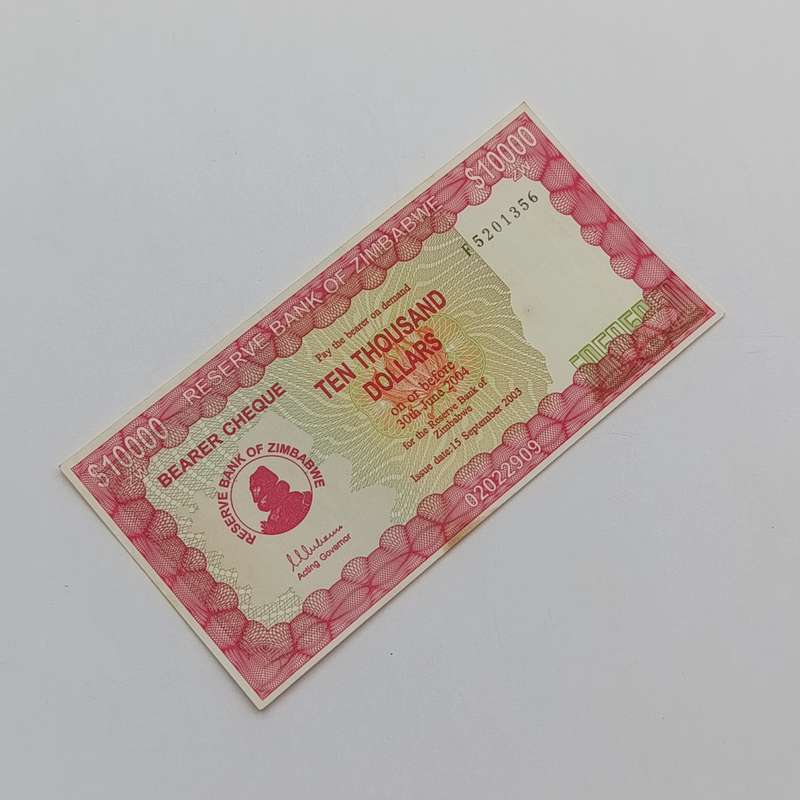 $10000 RESERVE BANK OF ZIMBABWE $10000
ZW
F5201356
BEARER CHEQUE
Pay the bearer on demand
TEN THOUSAND
DOLLARS
on or before
30th June 2004
for the Reserve Bank of
Zimbabwe
Issue date: 15 September 2003
RESERVE BANK OF ZIMBABWE
Acting Governor
02022909